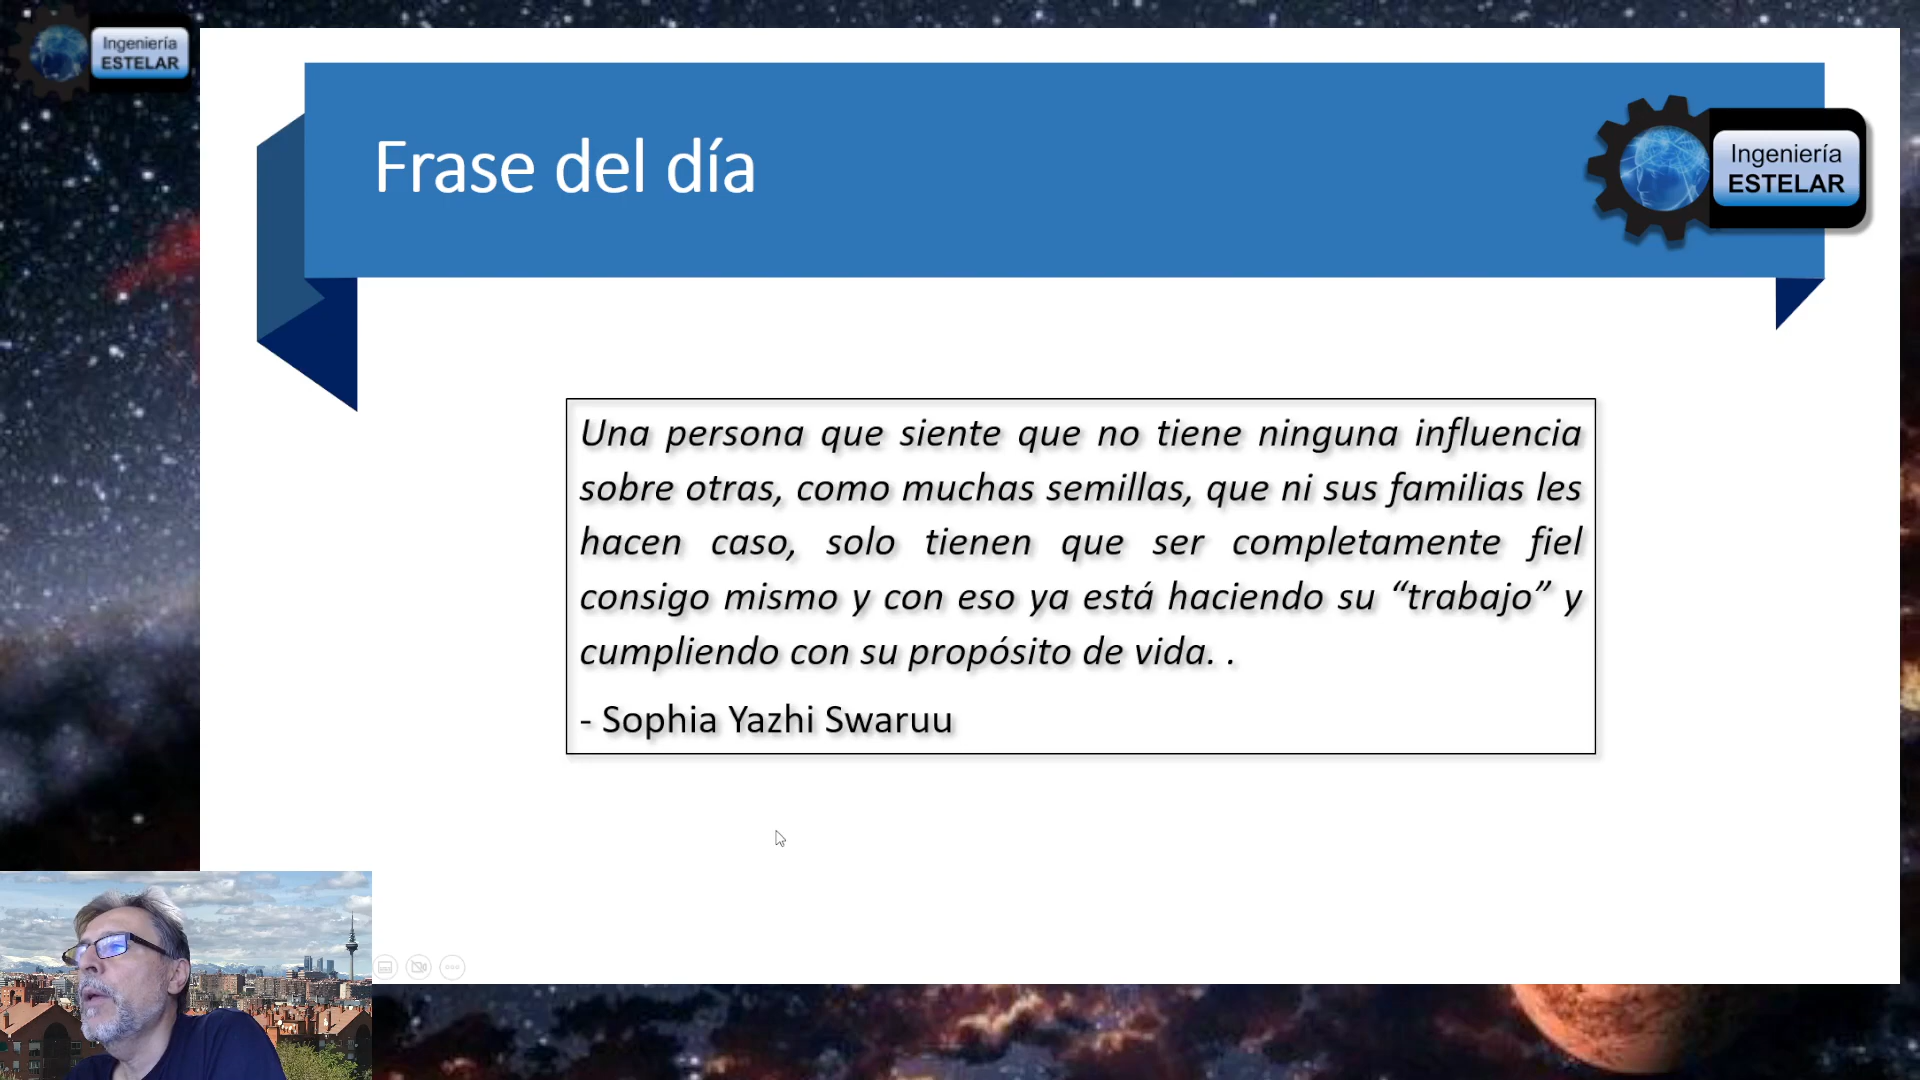 Ingeniería
ESTELAR
Frase del día
Ingeniería
ESTELAR
Una persona que siente que no tiene ninguna influencia
sobre otras, como muchas semillas, que ni sus familias les
hacen caso, solo tienen que ser completamente fiel
consigo mismo y con eso ya está haciendo su “trabajo” y
cumpliendo con su propósito de vida. .
- Sophia Yazhi Swaruu